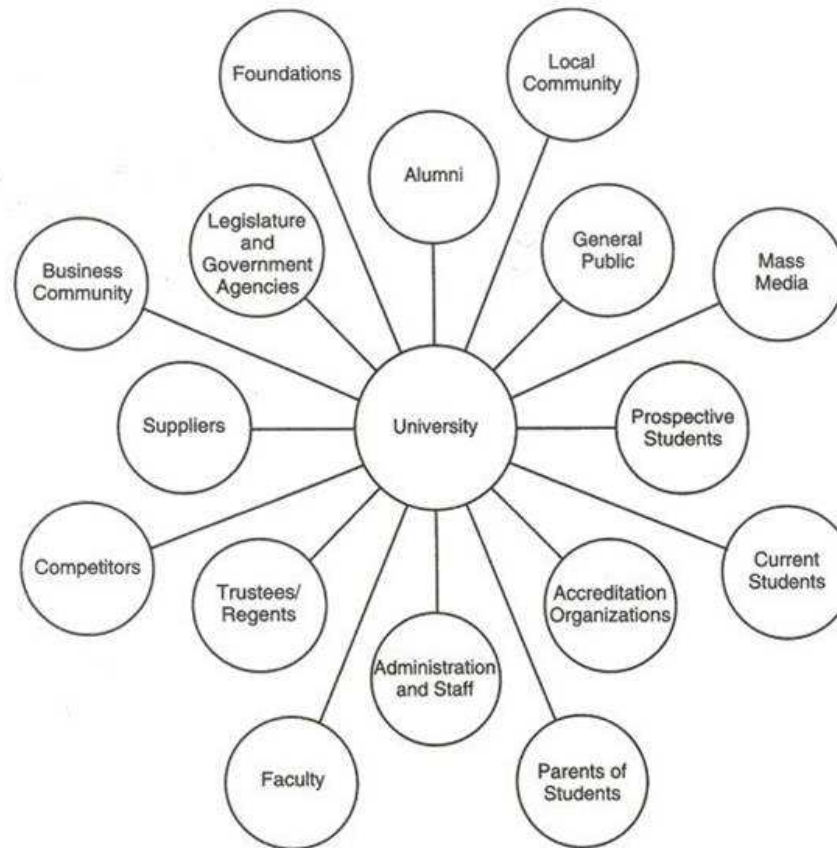 Foundations
Local
Community
Alumni
Legislature
and
Government
Agencies
General
Public
Business
Community
Mass
Media
Suppliers
University
Prospective
Students
Competitors
Trustees/
Regents
Accreditation
Organizations
Current
Students
Administration
and Staff
Faculty
Parents of
Students